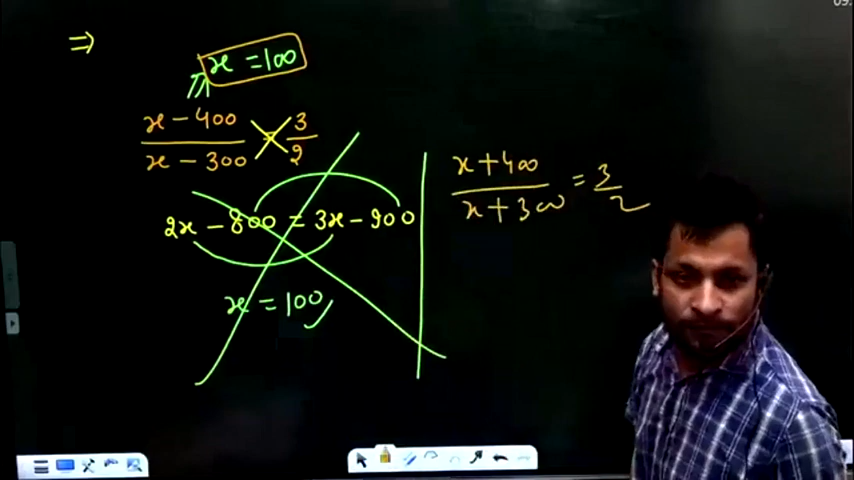 ⇒
x = 100
x - 400 / x - 300 = 3 / 2
2x - 800 = 3x - 900
x = 100
x + 400 / x + 300 = 3 / 2